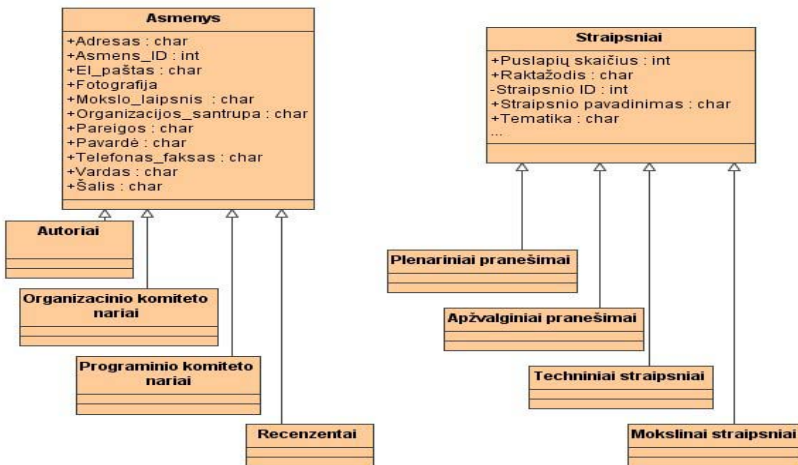 Asmenys
+Adresas : char
+Asmens_ID : int
+El_paštas : char
+Fotografija
+Mokslo_laipsnis : char
+Organizacijos_santrupa : char
+Pareigos : char
+Pavardė : char
+Telefonas_faksas : char
+Vardas : char
+Šalis : char
Autoriai
Organizacinio komiteto
nariai
Programinio komiteto
nariai
Recenzentai
Straipsniai
+Puslapių skaičius : int
+Raktažodis : char
-Straipsnio ID : int
+Straipsnio pavadinimas : char
+Tematika : char
...
Plenariniai pranešimai
Apžvalginiai pranešimai
Techniniai straipsniai
Mokslinai straipsniai